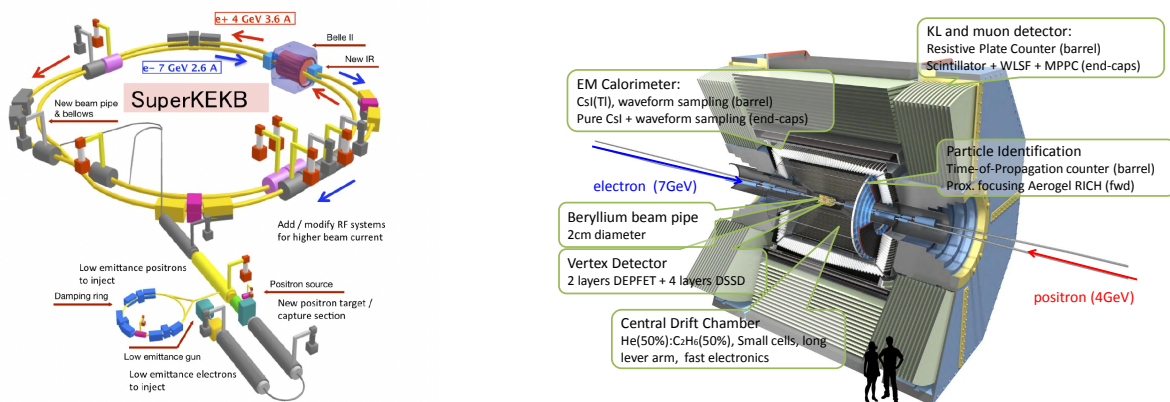 e+ 4 GeV 3.6 A
Belle II
New IR
e- 7 GeV 2.6 A
SuperKEKB
New beam pipe
& bellows
Add / modify RF systems
for higher beam current
Low emittance positrons
to inject
Damping ring
Positron source
New positron target /
capture section
Low emittance gun
Low emittance electrons
to inject
KL and muon detector:
Resistive Plate Counter (barrel)
Scintillator + WLSF + MPPC (end-caps)
EM Calorimeter:
CsI(Tl), waveform sampling (barrel)
Pure CsI + waveform sampling (end-caps)
Particle Identification
Time-of-Propagation counter (barrel)
Prox. focusing Aerogel RICH (fwd)
electron (7GeV)
Beryllium beam pipe
2cm diameter
Vertex Detector
2 layers DEPFET + 4 layers DSSD
positron (4GeV)
Central Drift Chamber
He(50%):C₂H₆(50%), Small cells, long
lever arm, fast electronics